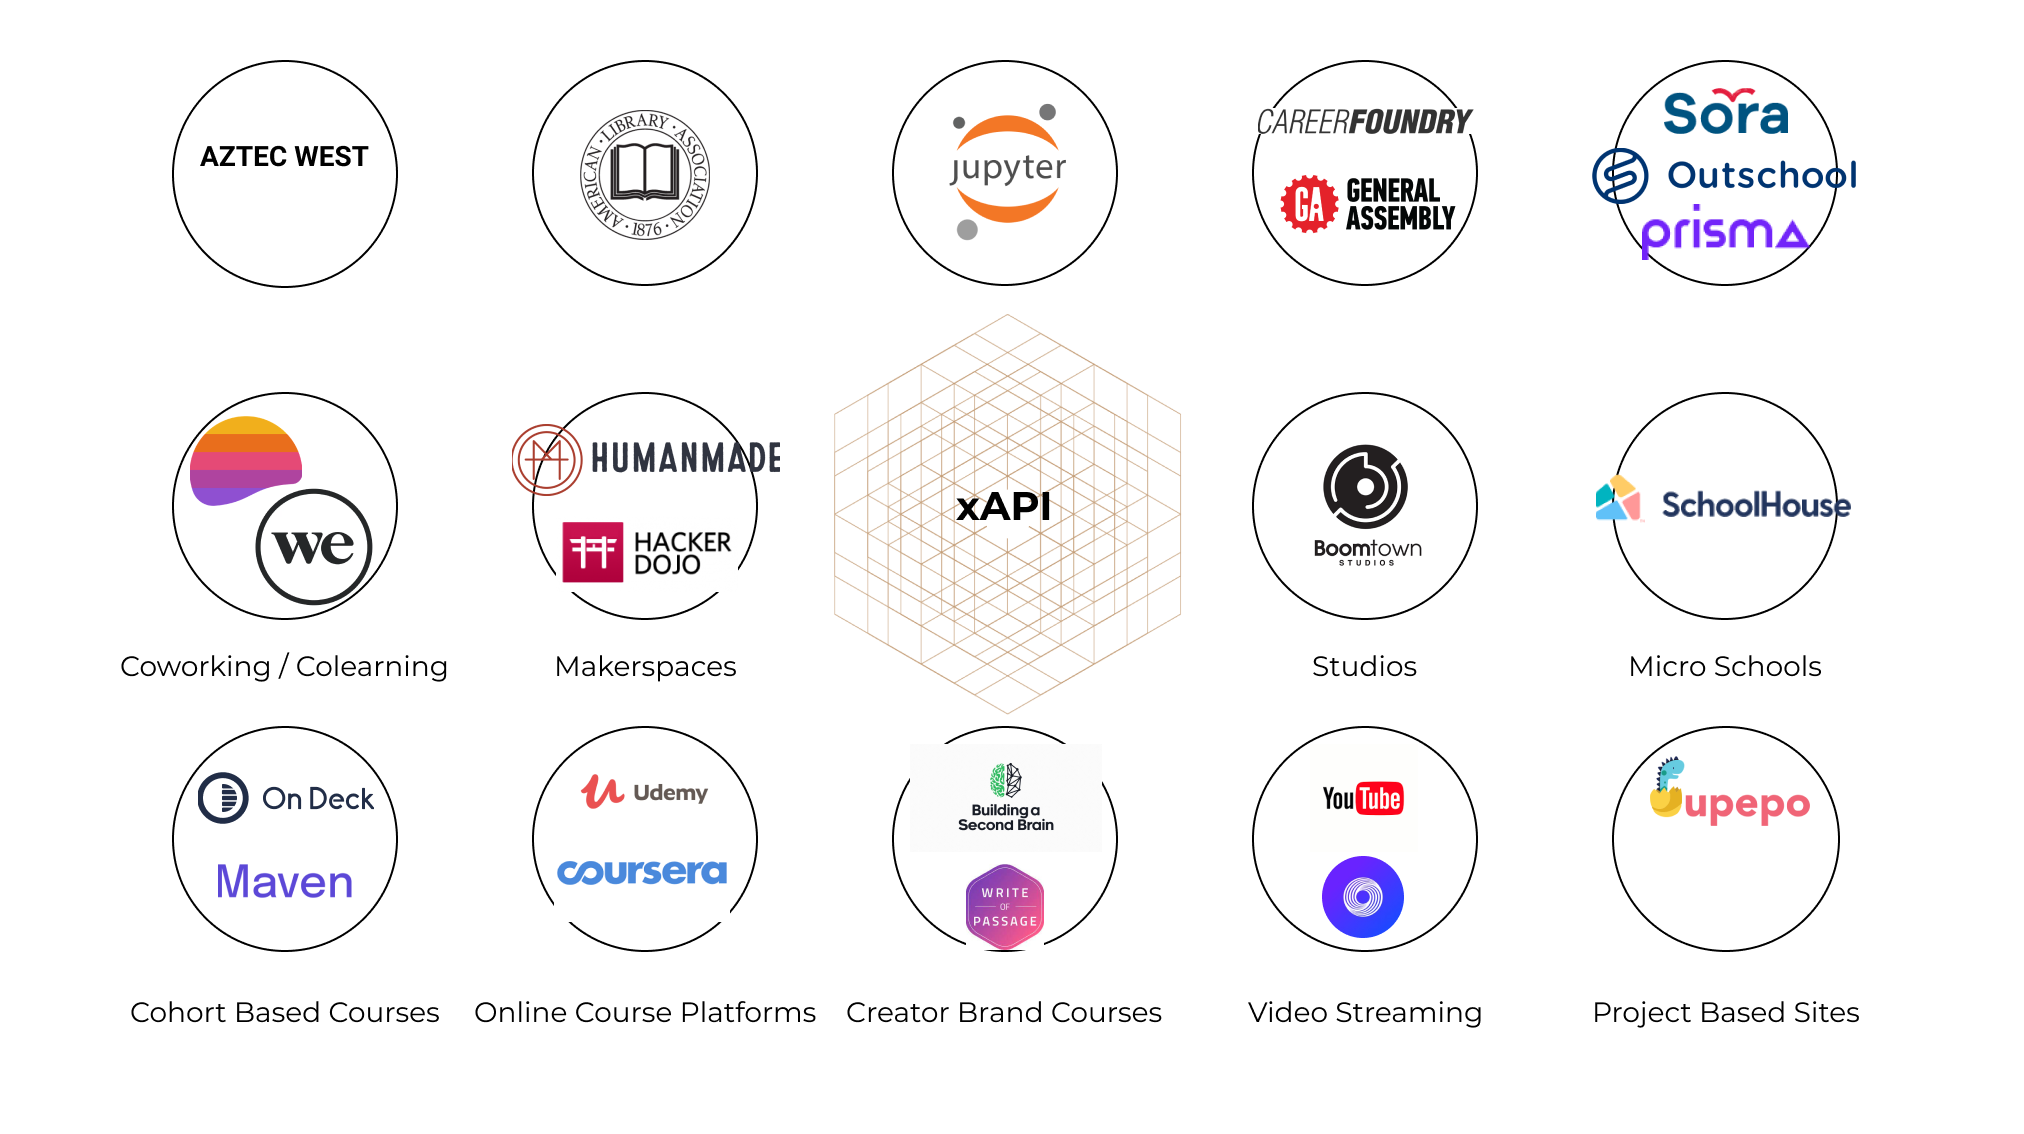 AZTEC WEST
AMERICAN · LIBRARY · ASSOCIATION · 1876 ·
jupyter
CAREERFOUNDRY
GA GENERAL
ASSEMBLY
Sora
Outschool
prisma
we
HUMANMADE
HACKER
DOJO
xAPI
Boomtown
STUDIOS
SchoolHouse
Coworking / Colearning
Makerspaces
Studios
Micro Schools
On Deck
Maven
Udemy
coursera
Building a
Second Brain
WRITE
OF
PASSAGE
YouTube
upepo
Cohort Based Courses
Online Course Platforms
Creator Brand Courses
Video Streaming
Project Based Sites